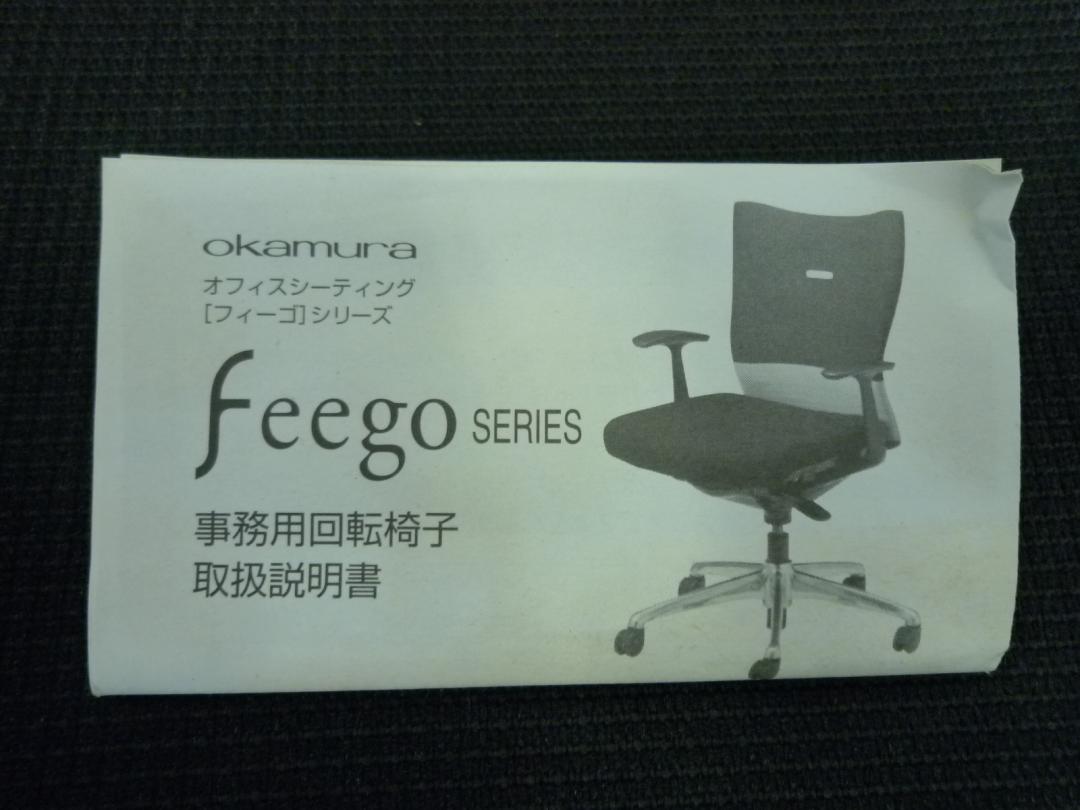 okamura
オフィスシーティング
[フィーゴ]シリーズ
feego SERIES
事務用回転椅子
取扱説明書